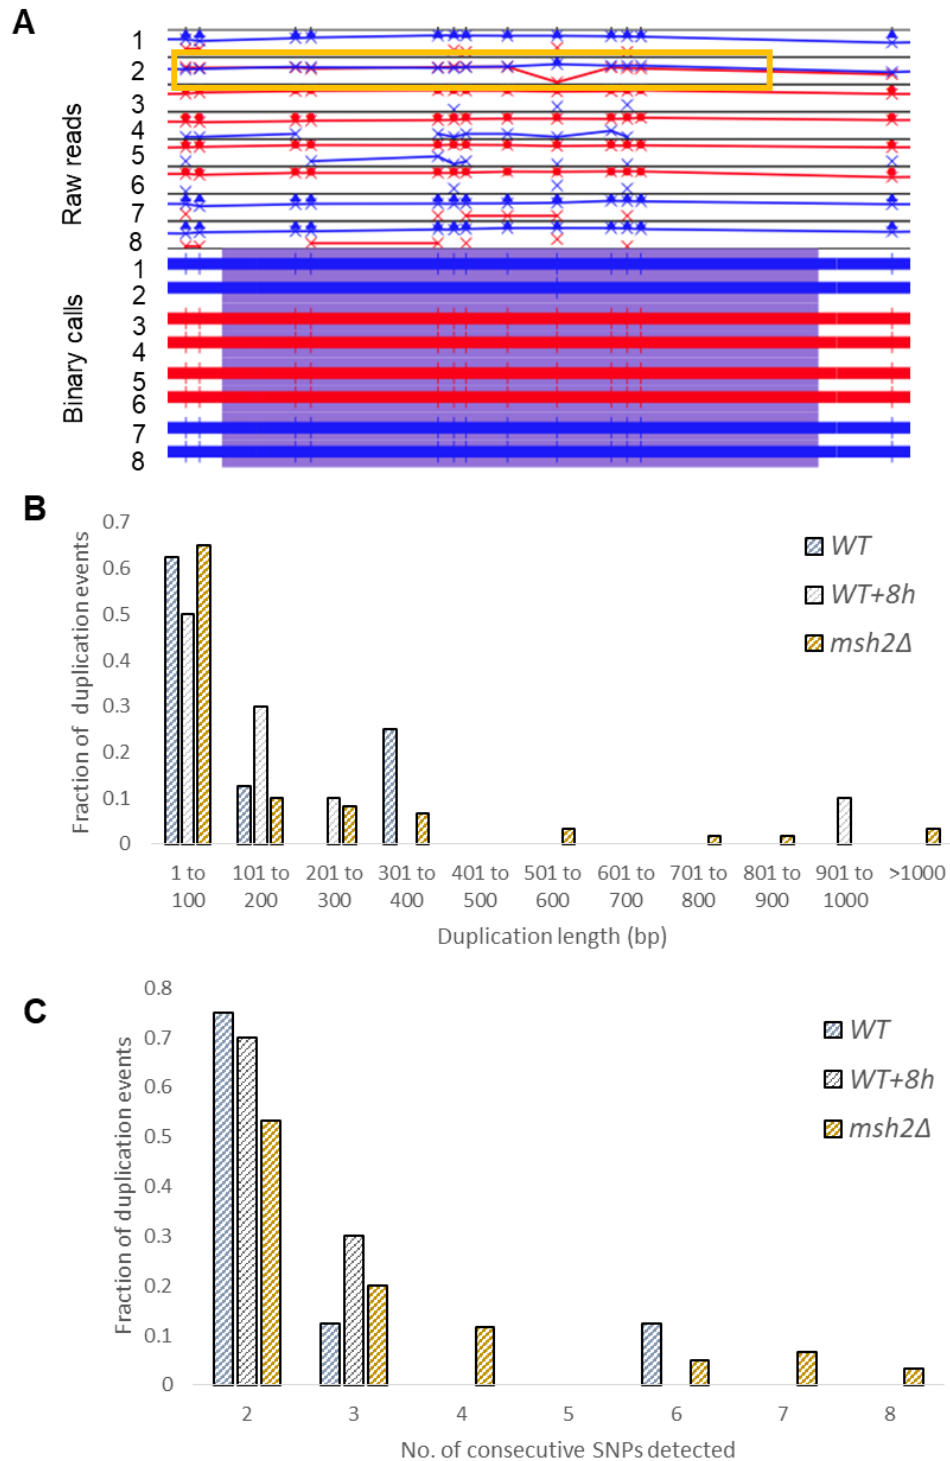 A
Raw reads
1
2
3
4
5
6
7
8
Binary calls
1
2
3
4
5
6
7
8
B
Fraction of duplication events
0.7
0.6
0.5
0.4
0.3
0.2
0.1
0
WT
WT+8h
msh2Δ
1 to 100
101 to 200
201 to 300
301 to 400
401 to 500
501 to 600
601 to 700
701 to 800
801 to 900
901 to 1000
>1000
Duplication length (bp)
C
Fraction of duplication events
0.8
0.7
0.6
0.5
0.4
0.3
0.2
0.1
0
WT
WT+8h
msh2Δ
2 3 4 5 6 7 8
No. of consecutive SNPs detected